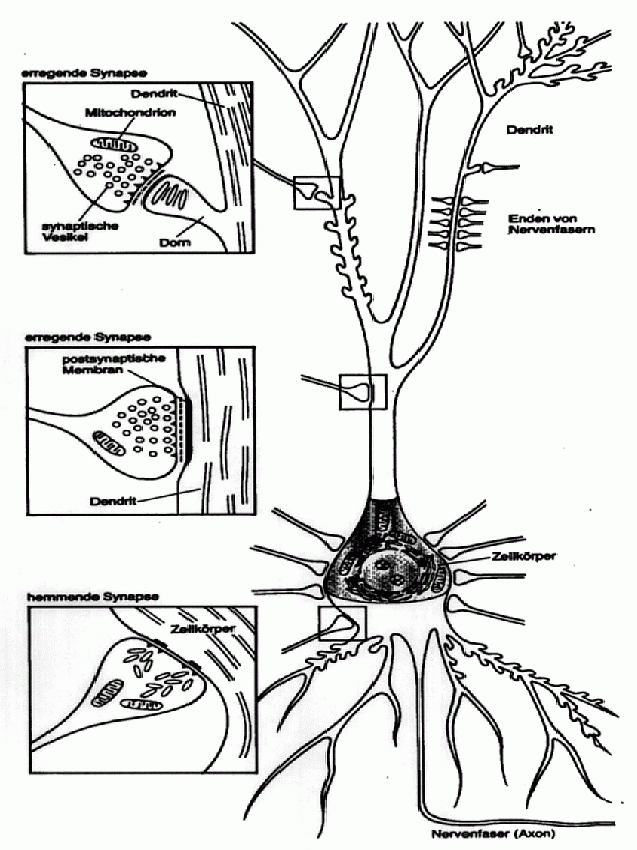 erregende Synapse
Dendrit
Mitochondrion
synaptische
Vesikel
Dorn
Dendrit
Enden von
Nervenfasern
erregende Synapse
postsynaptische
Membran
Dendrit
Zellkörper
hemmende Synapse
Zellkörper
Nervenfaser (Axon)